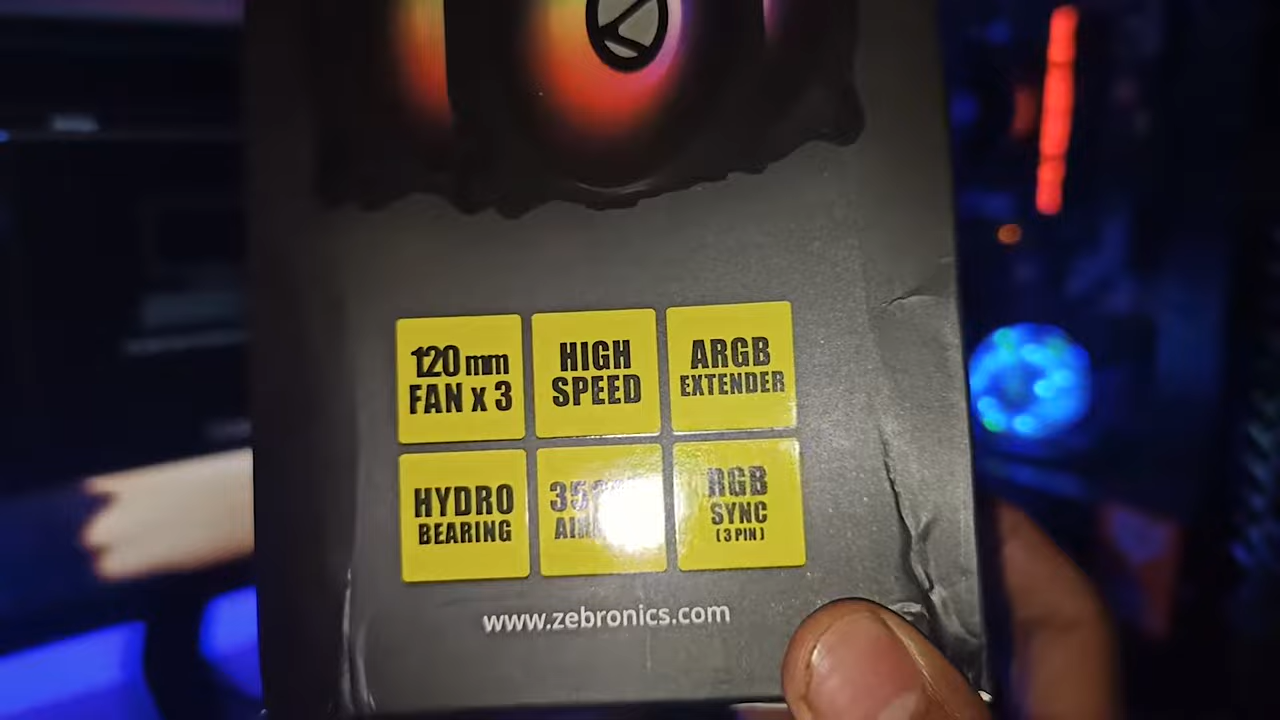 120 mm
FAN x 3
HIGH
SPEED
ARGB
EXTENDER
HYDRO
BEARING
RGB
SYNC
(3 PIN)
www.zebronics.com